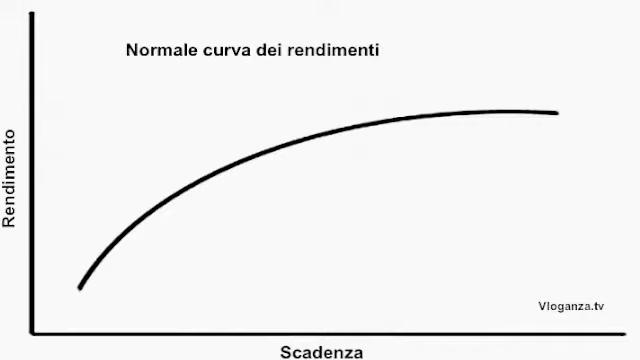 Normale curva dei rendimenti
Rendimento
Vloganza.tv
Scadenza